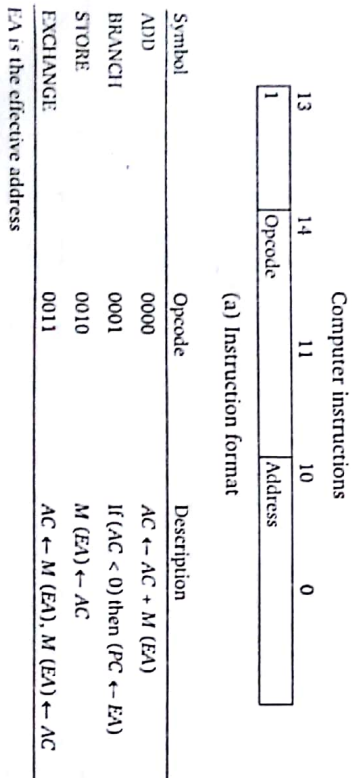 Computer instructions
13 14 11 10 0
1 Opcode Address
(a) Instruction format
Symbol Opcode Description
ADD 0000 AC ← AC + M (EA)
BRANCH 0001 If (AC < 0) then (PC ← EA)
STORE 0010 M (EA) ← AC
EXCHANGE 0011 AC ← M (EA), M (EA) ← AC
EA is the effective address